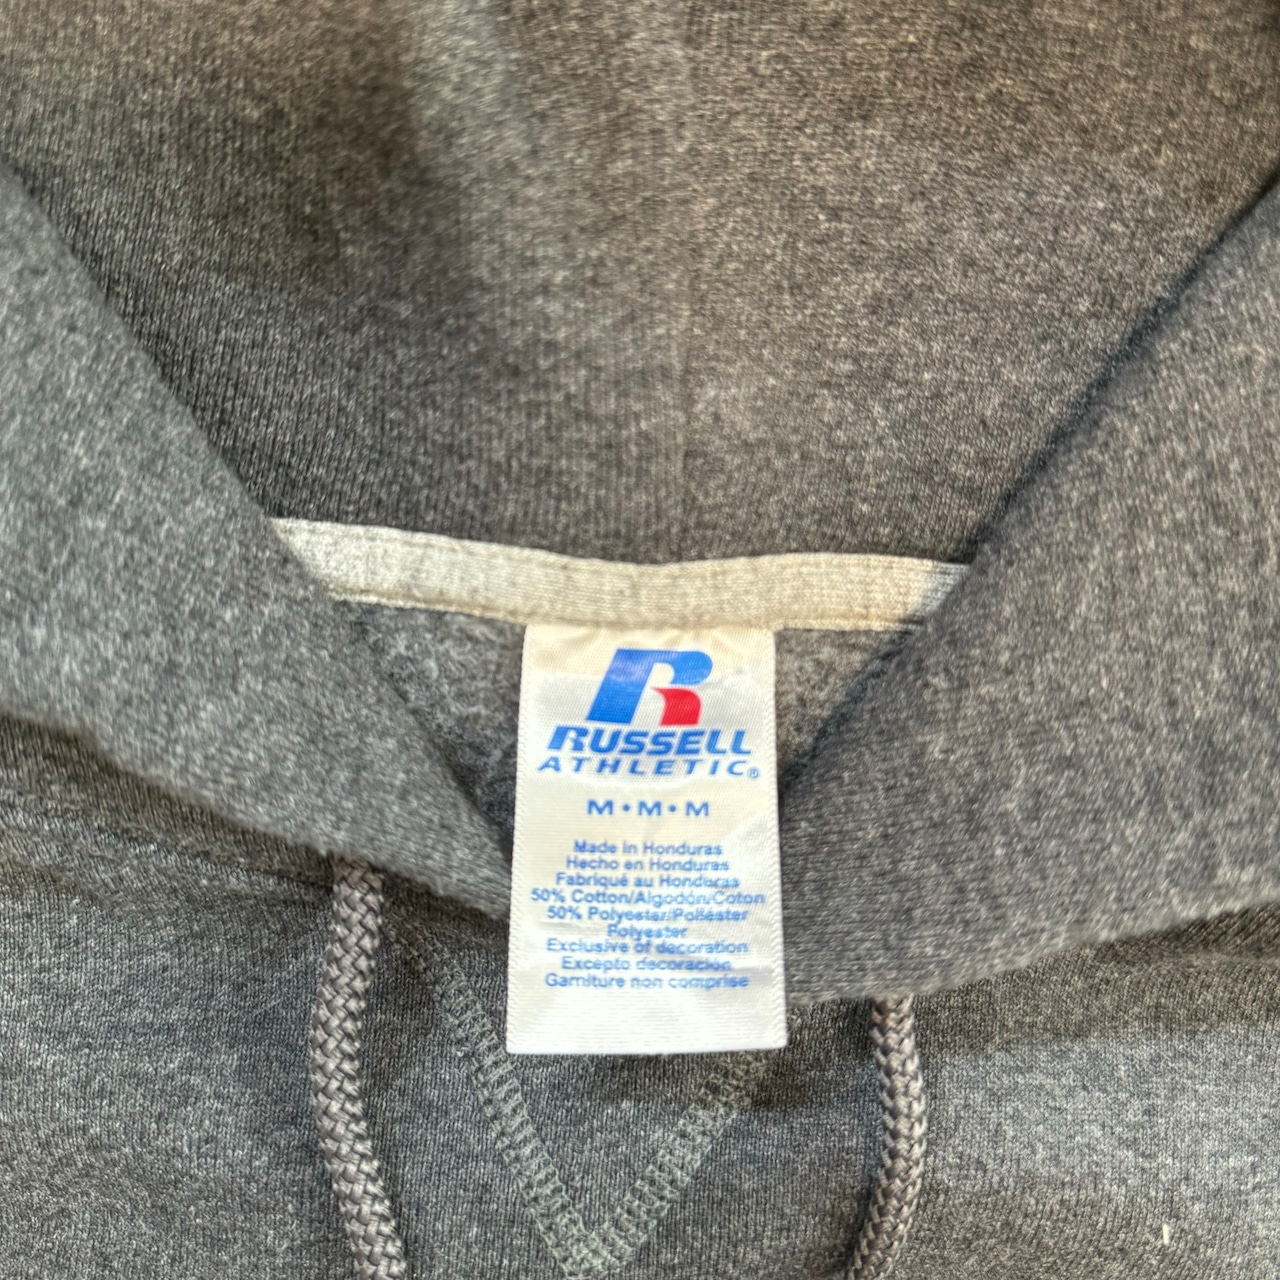 R
RUSSELL
ATHLETIC®
M•M•M
Made in Honduras
Hecho en Honduras
Fabriqué au Honduras
50% Cotton/Algodón/Coton
50% Polyester/Poliéster
Polyester
Exclusive of decoration
Excepto decoración
Garniture non comprise